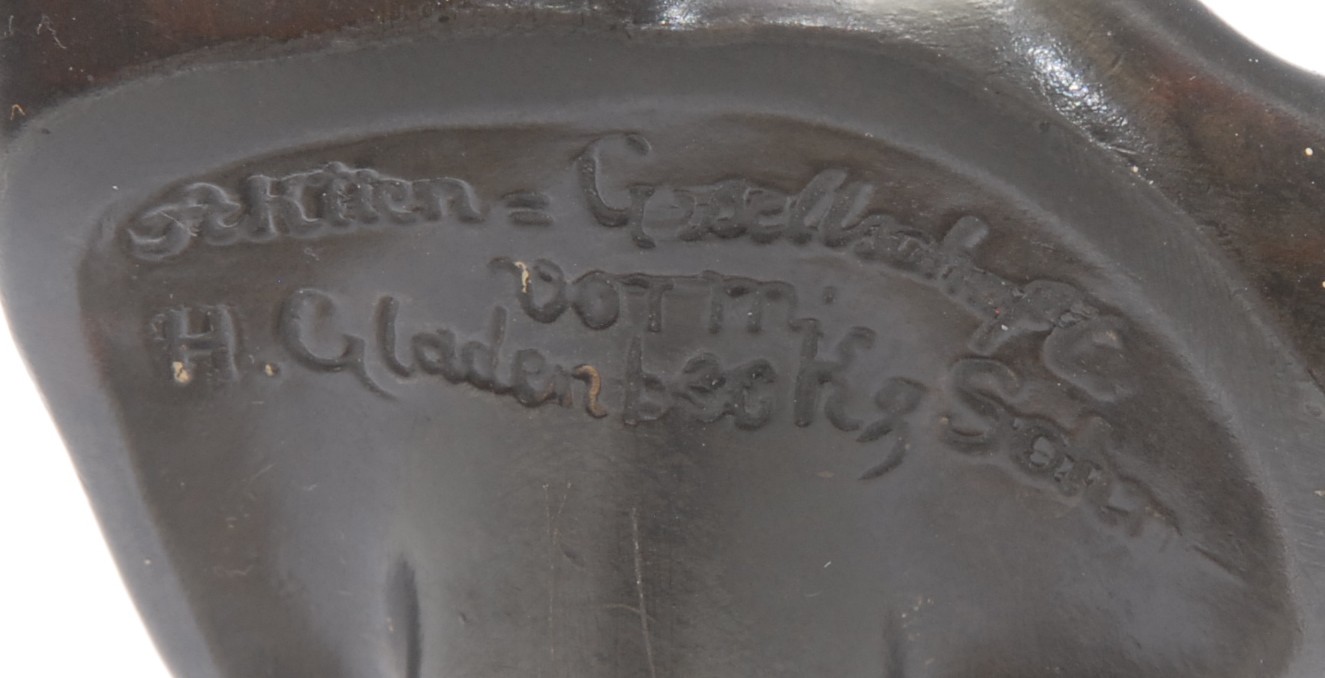 Aktien=Gesellschaft
vorm.
H. Gladenbeck & Sohn